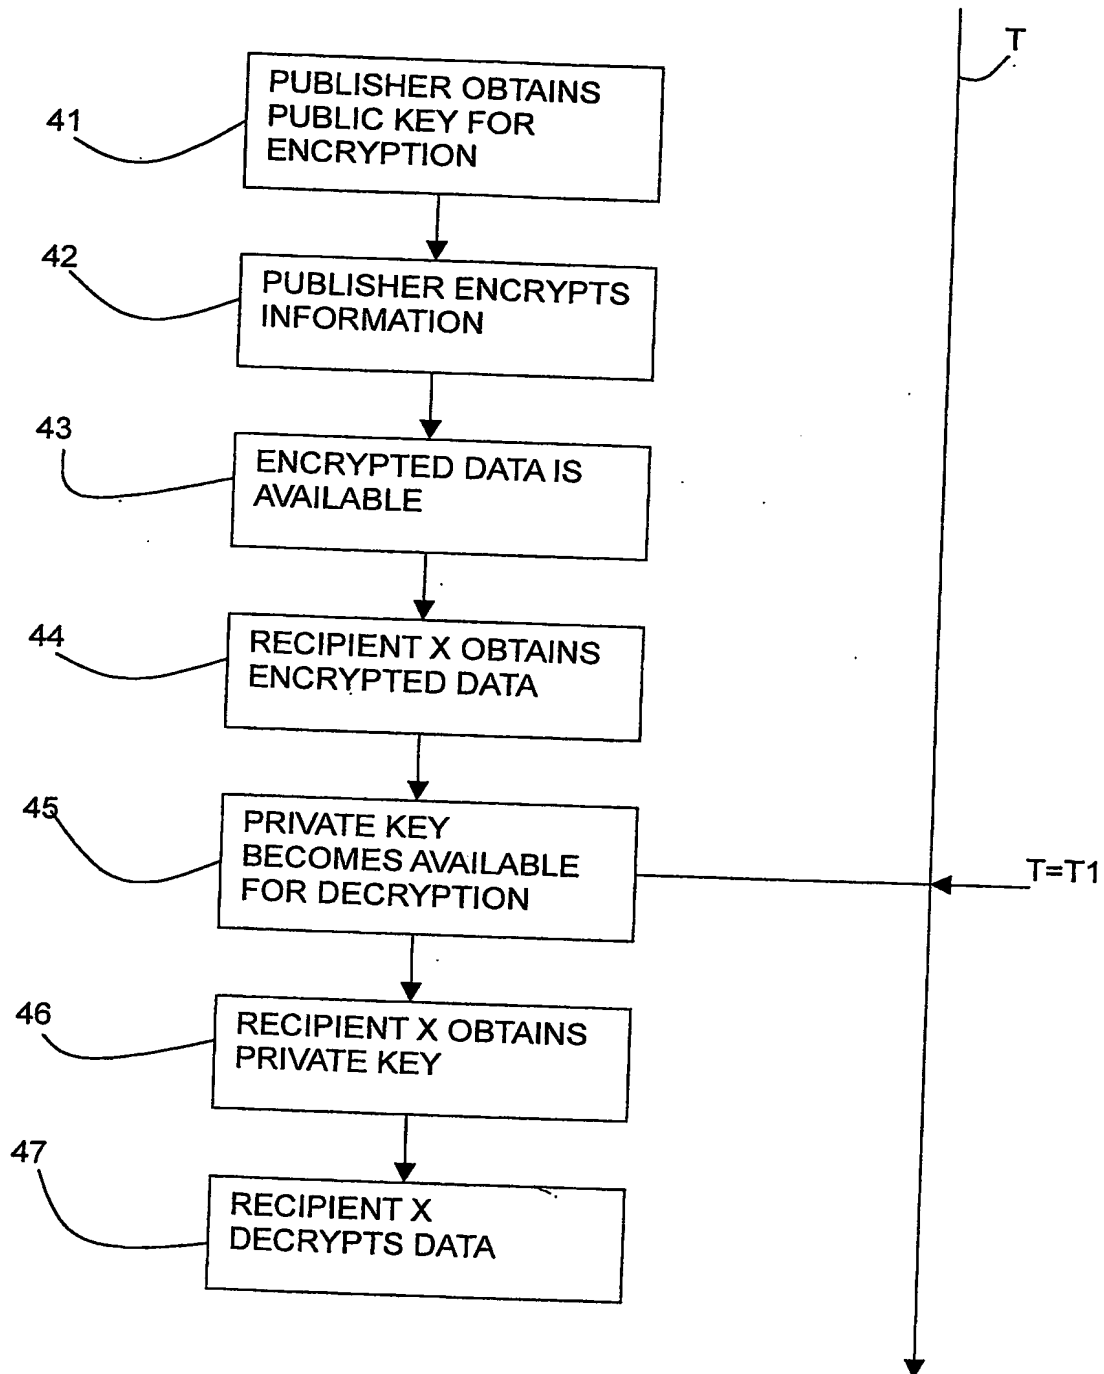 T
41
PUBLISHER OBTAINS
PUBLIC KEY FOR
ENCRYPTION
42
PUBLISHER ENCRYPTS
INFORMATION
43
ENCRYPTED DATA IS
AVAILABLE
44
RECIPIENT X OBTAINS
ENCRYPTED DATA
45
PRIVATE KEY
BECOMES AVAILABLE
FOR DECRYPTION
T=T1
46
RECIPIENT X OBTAINS
PRIVATE KEY
47
RECIPIENT X
DECRYPTS DATA